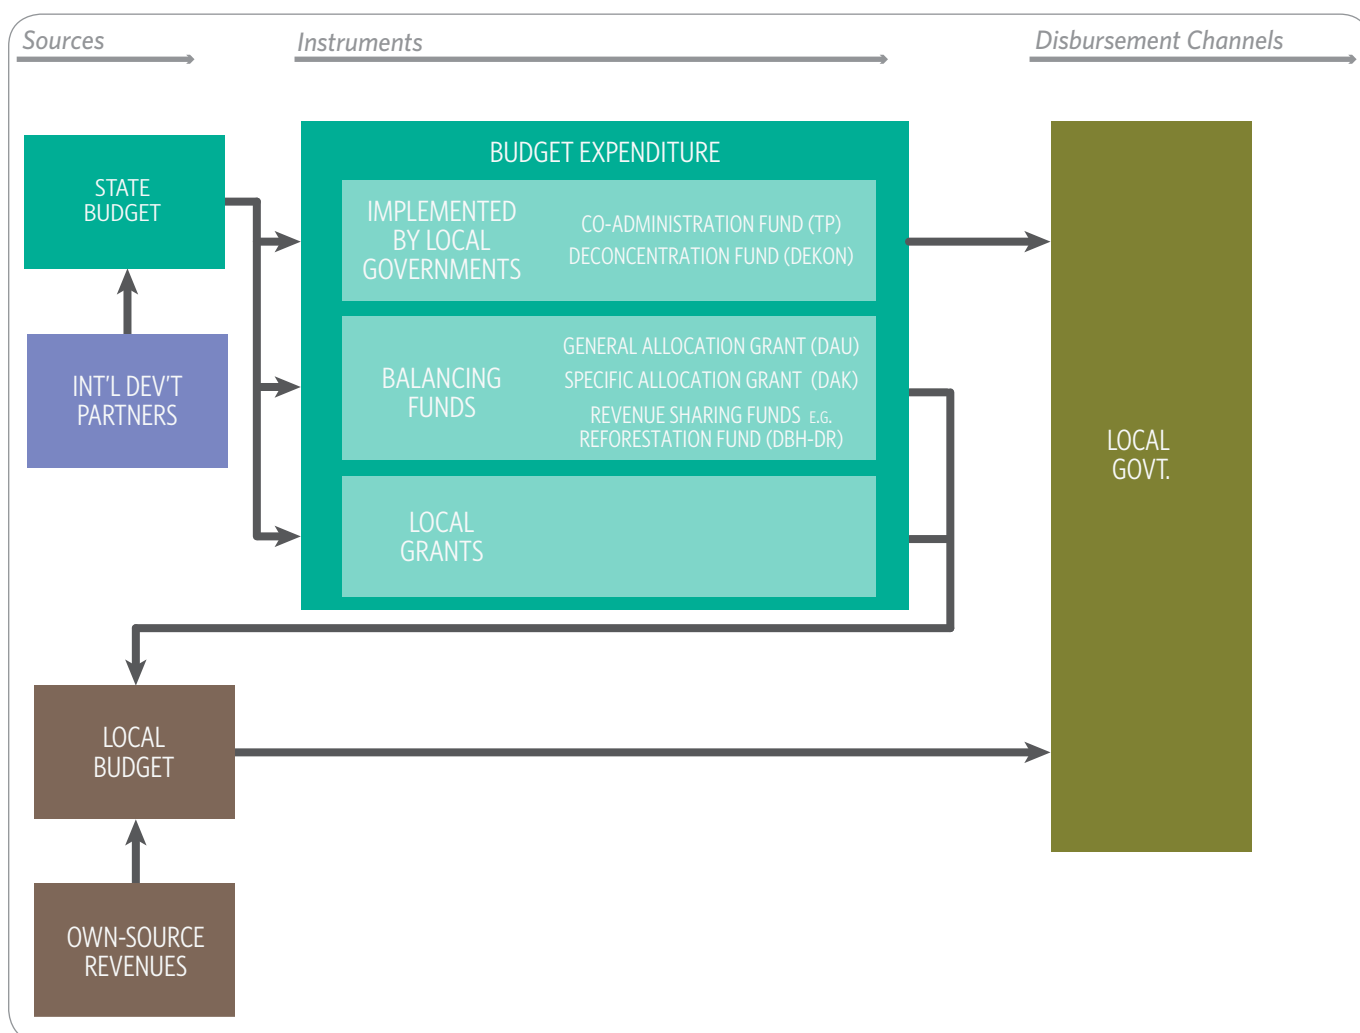 Sources
Instruments
Disbursement Channels
STATE
BUDGET
INT'L DEV'T
PARTNERS
BUDGET EXPENDITURE
IMPLEMENTED
BY LOCAL
GOVERNMENTS
CO-ADMINISTRATION FUND (TP)
DECONCENTRATION FUND (DEKON)
BALANCING
FUNDS
GENERAL ALLOCATION GRANT (DAU)
SPECIFIC ALLOCATION GRANT (DAK)
REVENUE SHARING FUNDS E.G.
REFORESTATION FUND (DBH-DR)
LOCAL
GRANTS
LOCAL
GOVT.
LOCAL
BUDGET
OWN-SOURCE
REVENUES